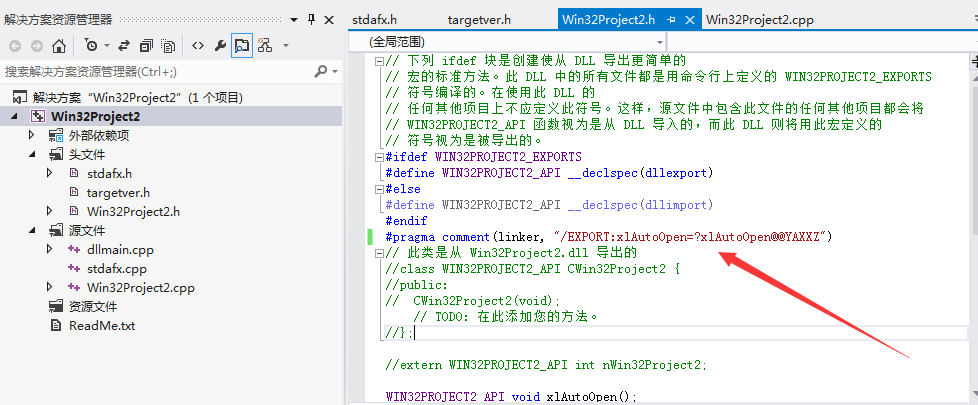 解决方案资源管理器
搜索解决方案资源管理器(Ctrl+;)
解决方案“Win32Project2”(1 个项目)
Win32Project2
外部依赖项
头文件
stdafx.h
targetver.h
Win32Project2.h
源文件
dllmain.cpp
stdafx.cpp
Win32Project2.cpp
资源文件
ReadMe.txt
stdafx.h targetver.h Win32Project2.h Win32Project2.cpp
(全局范围)
// 下列 ifdef 块是创建使从 DLL 导出更简单的
// 宏的标准方法。此 DLL 中的所有文件都是用命令行上定义的 WIN32PROJECT2_EXPORTS
// 符号编译的。在使用此 DLL 的
// 任何其他项目上不应定义此符号。这样，源文件中包含此文件的任何其他项目都会将
// WIN32PROJECT2_API 函数视为是从 DLL 导入的，而此 DLL 则将用此宏定义的
// 符号视为是被导出的。
#ifdef WIN32PROJECT2_EXPORTS
#define WIN32PROJECT2_API __declspec(dllexport)
#else
#define WIN32PROJECT2_API __declspec(dllimport)
#endif
#pragma comment(linker, "/EXPORT:xlAutoOpen=?xlAutoOpen@@YAXXZ")
// 此类是从 Win32Project2.dll 导出的
//class WIN32PROJECT2_API CWin32Project2 {
//public:
// CWin32Project2(void);
// TODO: 在此添加您的方法。
//};
//extern WIN32PROJECT2_API int nWin32Project2;
WIN32PROJECT2_API void xlAutoOpen();